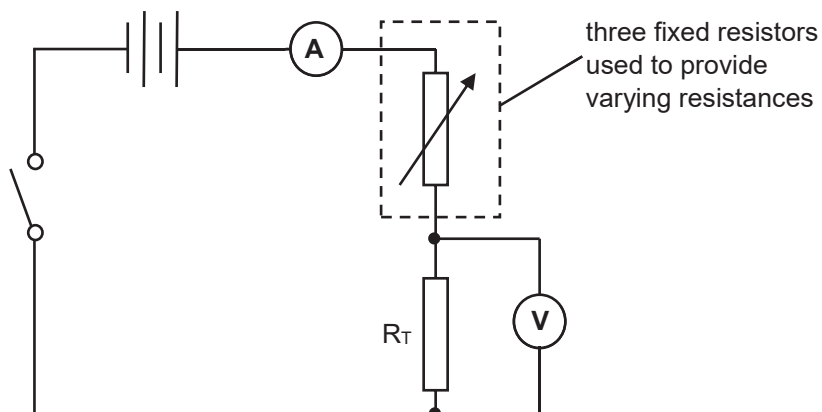 A
three fixed resistors
used to provide
varying resistances
RT
V